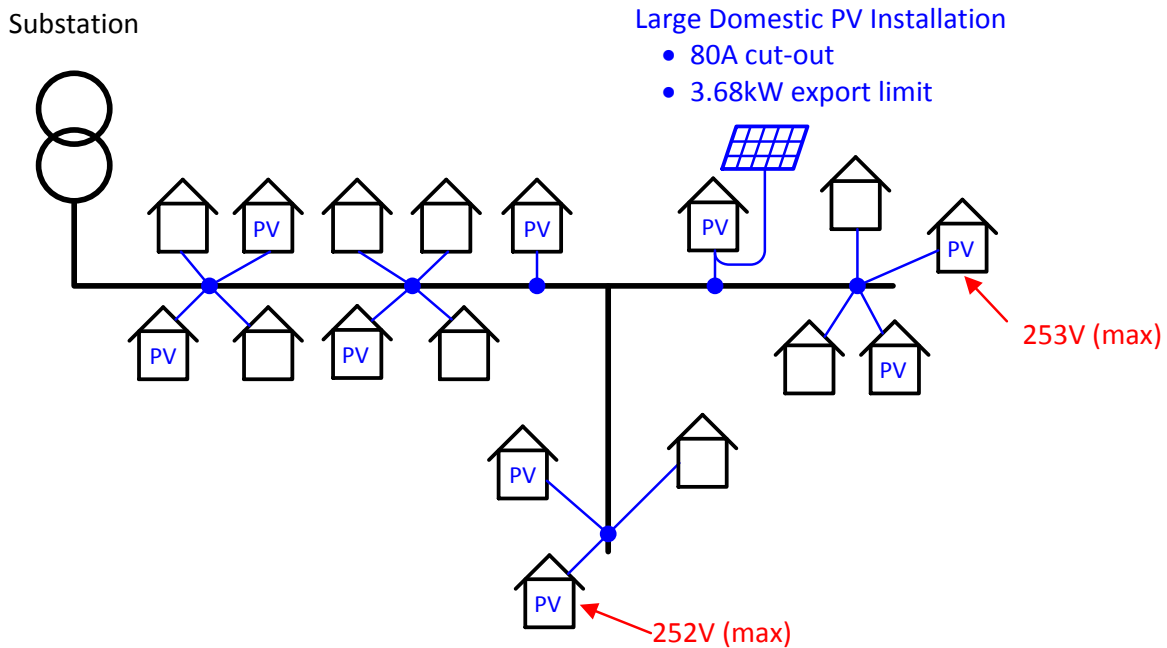 Substation
Large Domestic PV Installation
• 80A cut-out
• 3.68kW export limit
PV
PV
PV
PV
253V (max)
PV
PV
PV
PV
PV
252V (max)